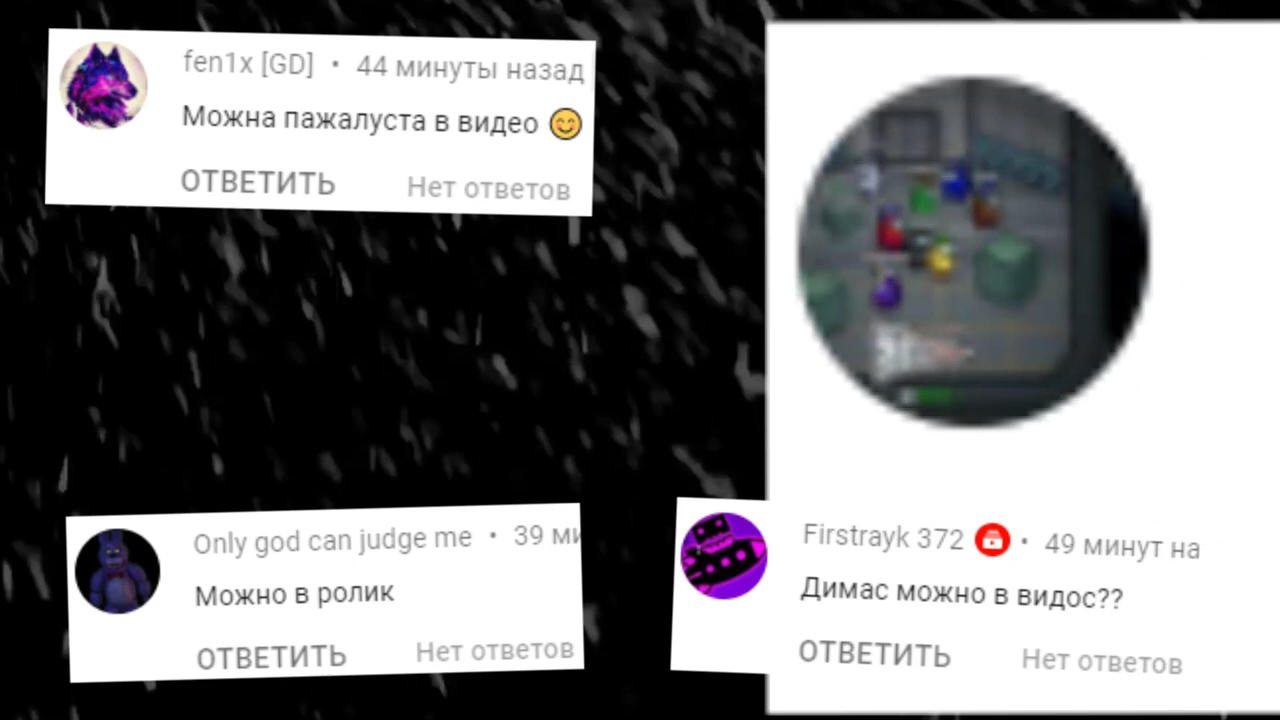 fen1x [GD] • 44 минуты назад
Можна пажалуста в видео 😊
ОТВЕТИТЬ Нет ответов
Only god can judge me • 39 ми
Можно в ролик
ОТВЕТИТЬ Нет ответов
Firstrayk 372 • 49 минут на
Димас можно в видос??
ОТВЕТИТЬ Нет ответов